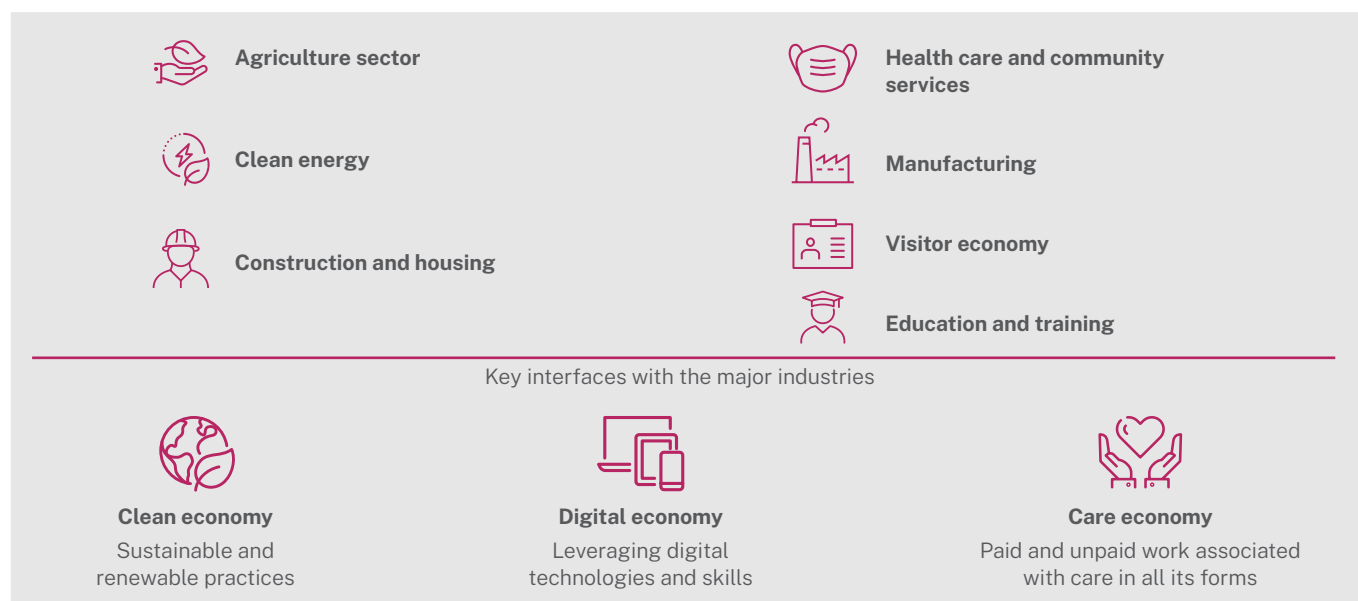 Agriculture sector
Clean energy
Construction and housing
Health care and community
services
Manufacturing
Visitor economy
Education and training
Key interfaces with the major industries
Clean economy
Sustainable and
renewable practices
Digital economy
Leveraging digital
technologies and skills
Care economy
Paid and unpaid work associated
with care in all its forms